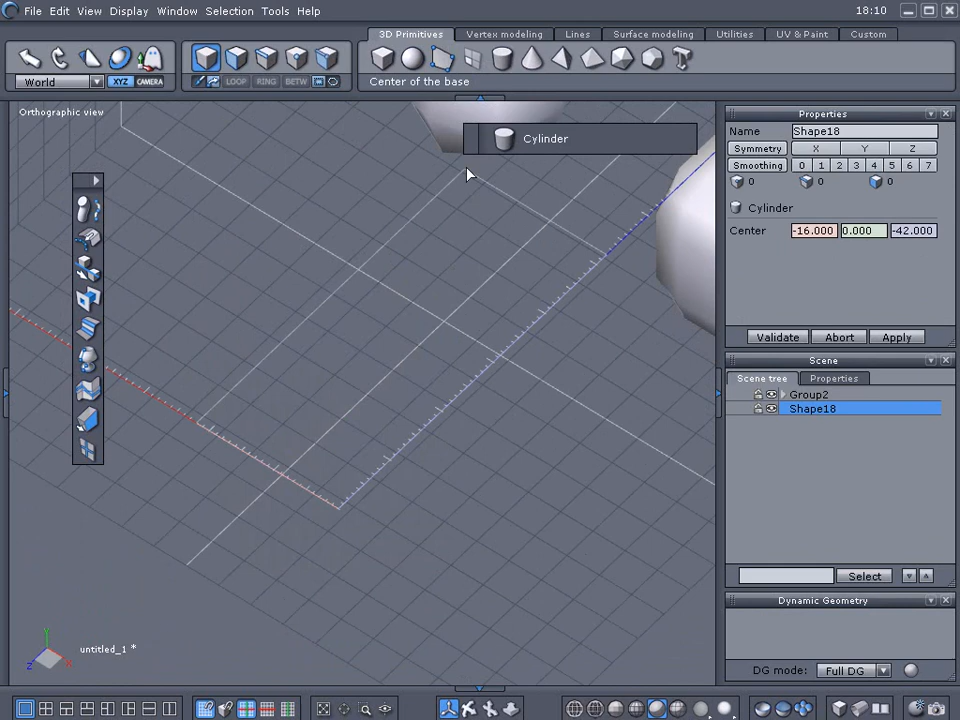 File Edit View Display Window Selection Tools Help 18:10
3D Primitives Vertex modeling Lines Surface modeling Utilities UV & Paint Custom
World XYZ CAMERA LOOP RING BETW Center of the base
Orthographic view
Cylinder
Properties
Name Shape18
Symmetry X Y Z
Smoothing 0 1 2 3 4 5 6 7
0 0 0
Cylinder
Center -16.000 0.000 -42.000
Validate Abort Apply
Scene
Scene tree Properties
Group2
Shape18
Select
Dynamic Geometry
DG mode: Full DG
Y
Z X
untitled_1 *